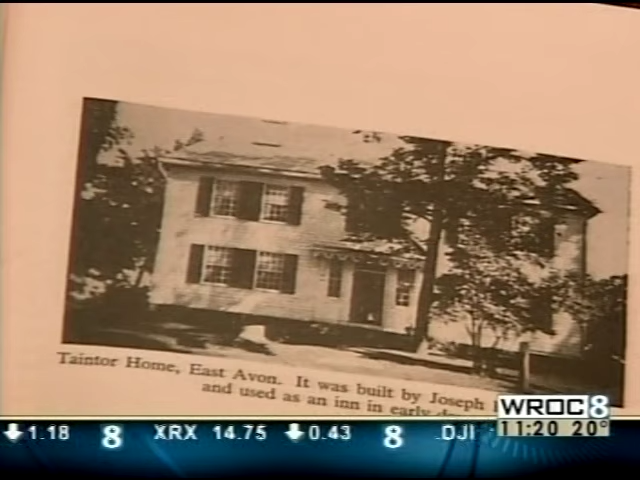 Taintor Home, East Avon. It was built by Joseph
and used as an inn in early
WROC 8
11:20 20°
1.18 8 XRX 14.75 0.43 8 .DJI